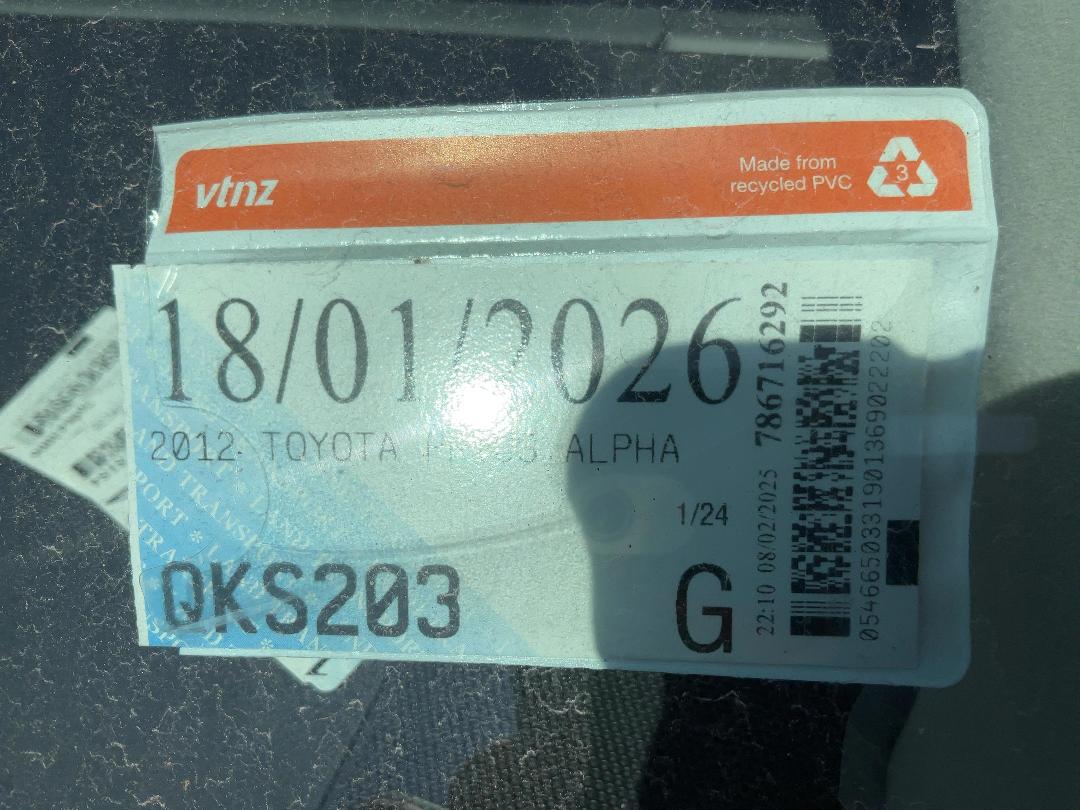 vtnz
Made from
recycled PVC
3
18/01/2026
2012 TOYOTA ALPHA
1/24
QKS203
G
22:10 08/02/2025 786716292
0546650331901369022202